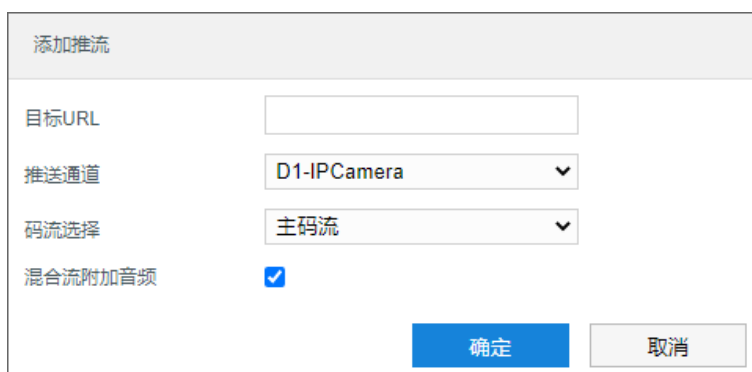 添加推流
目标URL
推送通道 D1-IPCamera
码流选择 主码流
混合流附加音频
确定 取消